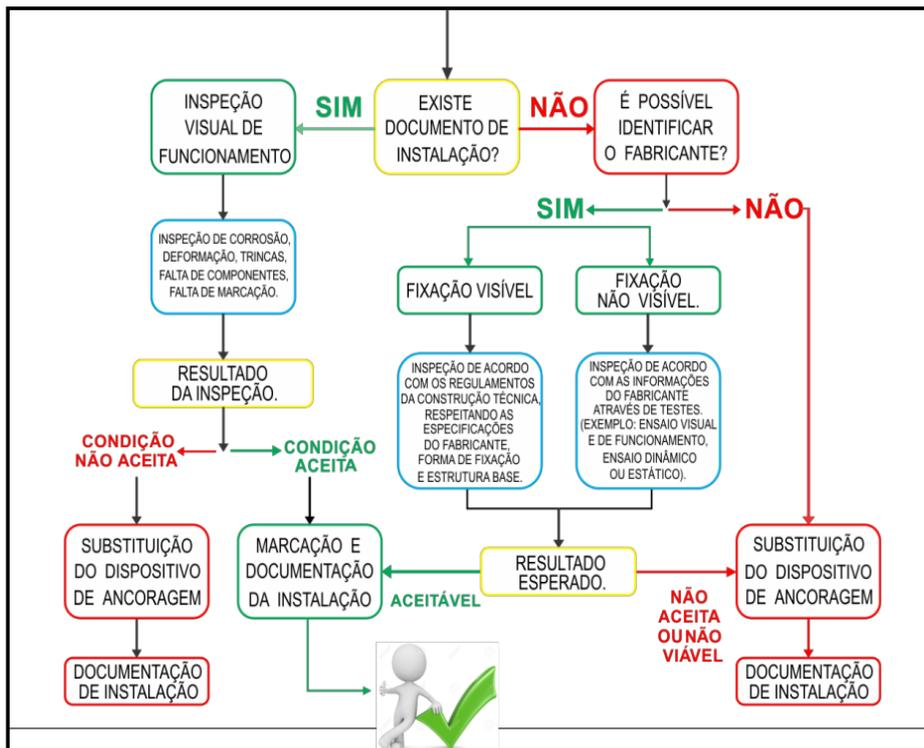 EXISTE
DOCUMENTO DE
INSTALAÇÃO?
SIM
NÃO
INSPEÇÃO
VISUAL DE
FUNCIONAMENTO
É POSSÍVEL
IDENTIFICAR
O FABRICANTE?
SIM
NÃO
INSPEÇÃO DE CORROSÃO,
DEFORMAÇÃO, TRINCAS,
FALTA DE COMPONENTES,
FALTA DE MARCAÇÃO.
FIXAÇÃO VISÍVEL
FIXAÇÃO
NÃO VISÍVEL.
RESULTADO
DA INSPEÇÃO.
INSPEÇÃO DE ACORDO
COM OS REGULAMENTOS
DA CONSTRUÇÃO TÉCNICA,
RESPEITANDO AS
ESPECIFICAÇÕES
DO FABRICANTE,
FORMA DE FIXAÇÃO
E ESTRUTURA BASE.
INSPEÇÃO DE ACORDO
COM AS INFORMAÇÕES
DO FABRICANTE
ATRAVÉS DE TESTES.
(EXEMPLO: ENSAIO VISUAL
E DE FUNCIONAMENTO,
ENSAIO DINÂMICO
OU ESTÁTICO).
CONDIÇÃO
NÃO ACEITA
CONDIÇÃO
ACEITA
SUBSTITUIÇÃO
DO DISPOSITIVO
DE ANCORAGEM
MARCAÇÃO E
DOCUMENTAÇÃO
DA INSTALAÇÃO
ACEITÁVEL
RESULTADO
ESPERADO.
NÃO
ACEITA
OU NÃO
VIÁVEL
SUBSTITUIÇÃO
DO DISPOSITIVO
DE ANCORAGEM
DOCUMENTAÇÃO
DE INSTALAÇÃO
DOCUMENTAÇÃO
DE INSTALAÇÃO